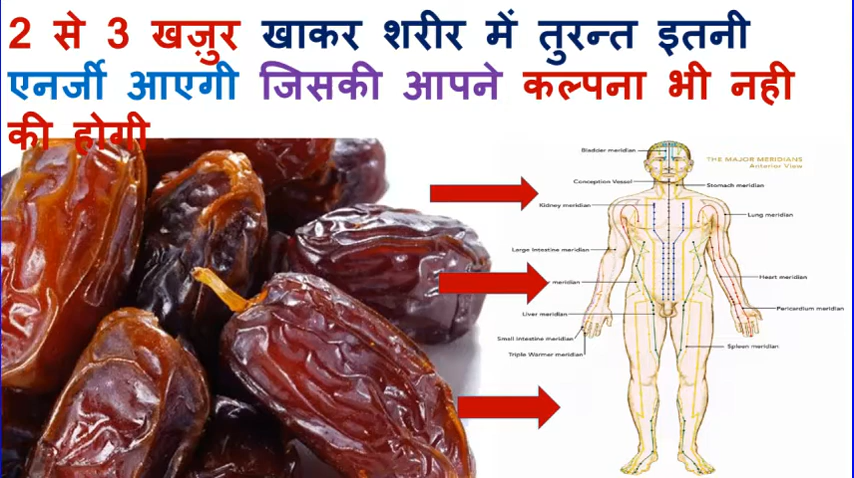 2 से 3 खज़ुर खाकर शरीर में तुरन्त इतनी
एनर्जी आएगी जिसकी आपने कल्पना भी नही
की होगी
THE MAJOR MERIDIANS
Anterior View
Bladder meridian
Conception Vessel
Stomach meridian
Kidney meridian
Lung meridian
Large Intestine meridian
Heart meridian
meridian
Pericardium meridian
Liver meridian
Small Intestine meridian
Spleen meridian
Triple Warmer meridian